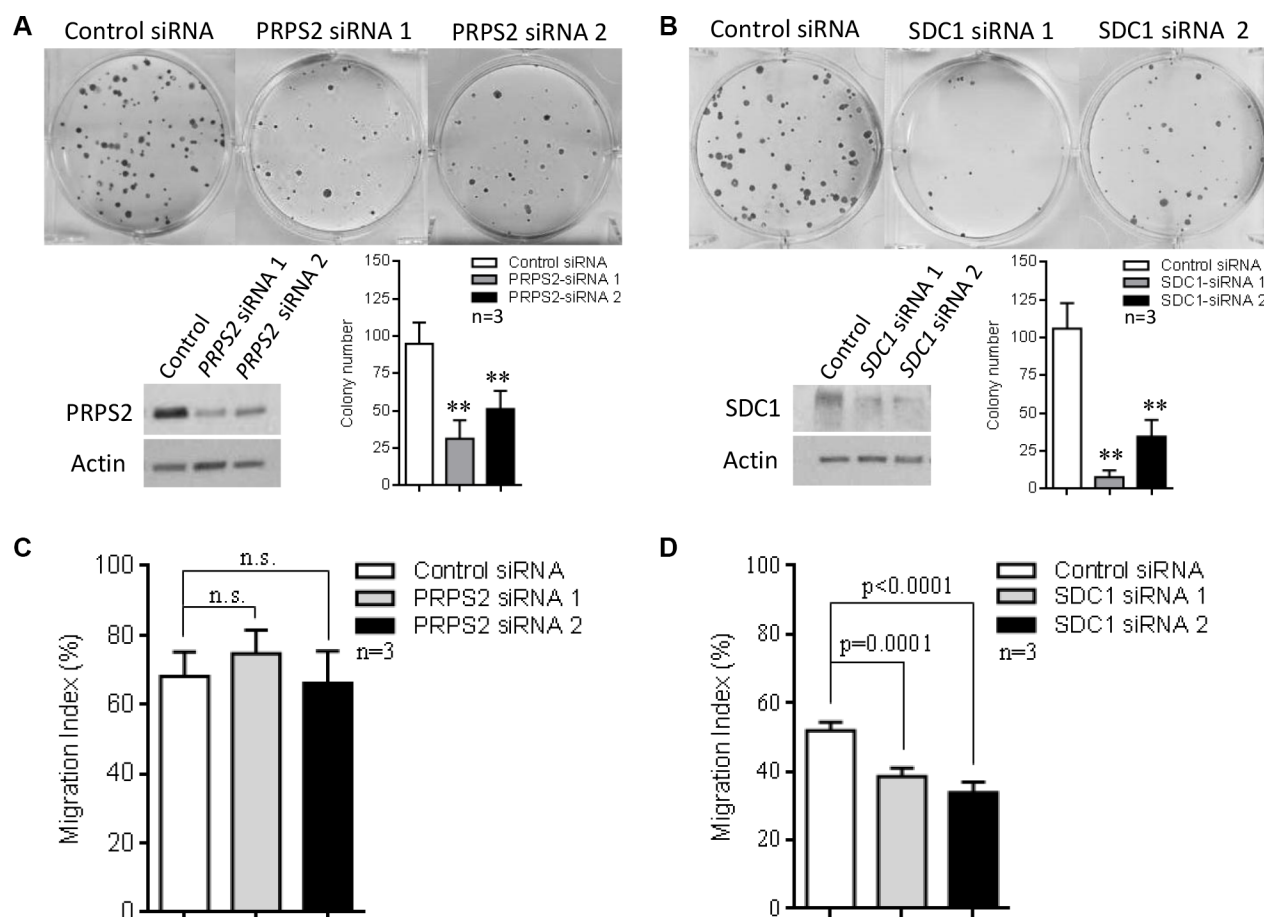 A
Control siRNA PRPS2 siRNA 1 PRPS2 siRNA 2
Control
PRPS2 siRNA 1
PRPS2 siRNA 2
PRPS2
Actin
Colony number
150
125
100
75
50
25
0
Control siRNA
PRPS2-siRNA 1
PRPS2-siRNA 2
n=3
**
**
B
Control siRNA SDC1 siRNA 1 SDC1 siRNA 2
Control
SDC1 siRNA 1
SDC1 siRNA 2
SDC1
Actin
Colony number
150
125
100
75
50
25
0
Control siRNA
SDC1-siRNA 1
SDC1-siRNA 2
n=3
**
**
C
Migration Index (%)
100
80
60
40
20
0
n.s.
n.s.
Control siRNA
PRPS2 siRNA 1
PRPS2 siRNA 2
n=3
D
Migration Index (%)
100
80
60
40
20
0
p<0.0001
p=0.0001
Control siRNA
SDC1 siRNA 1
SDC1 siRNA 2
n=3